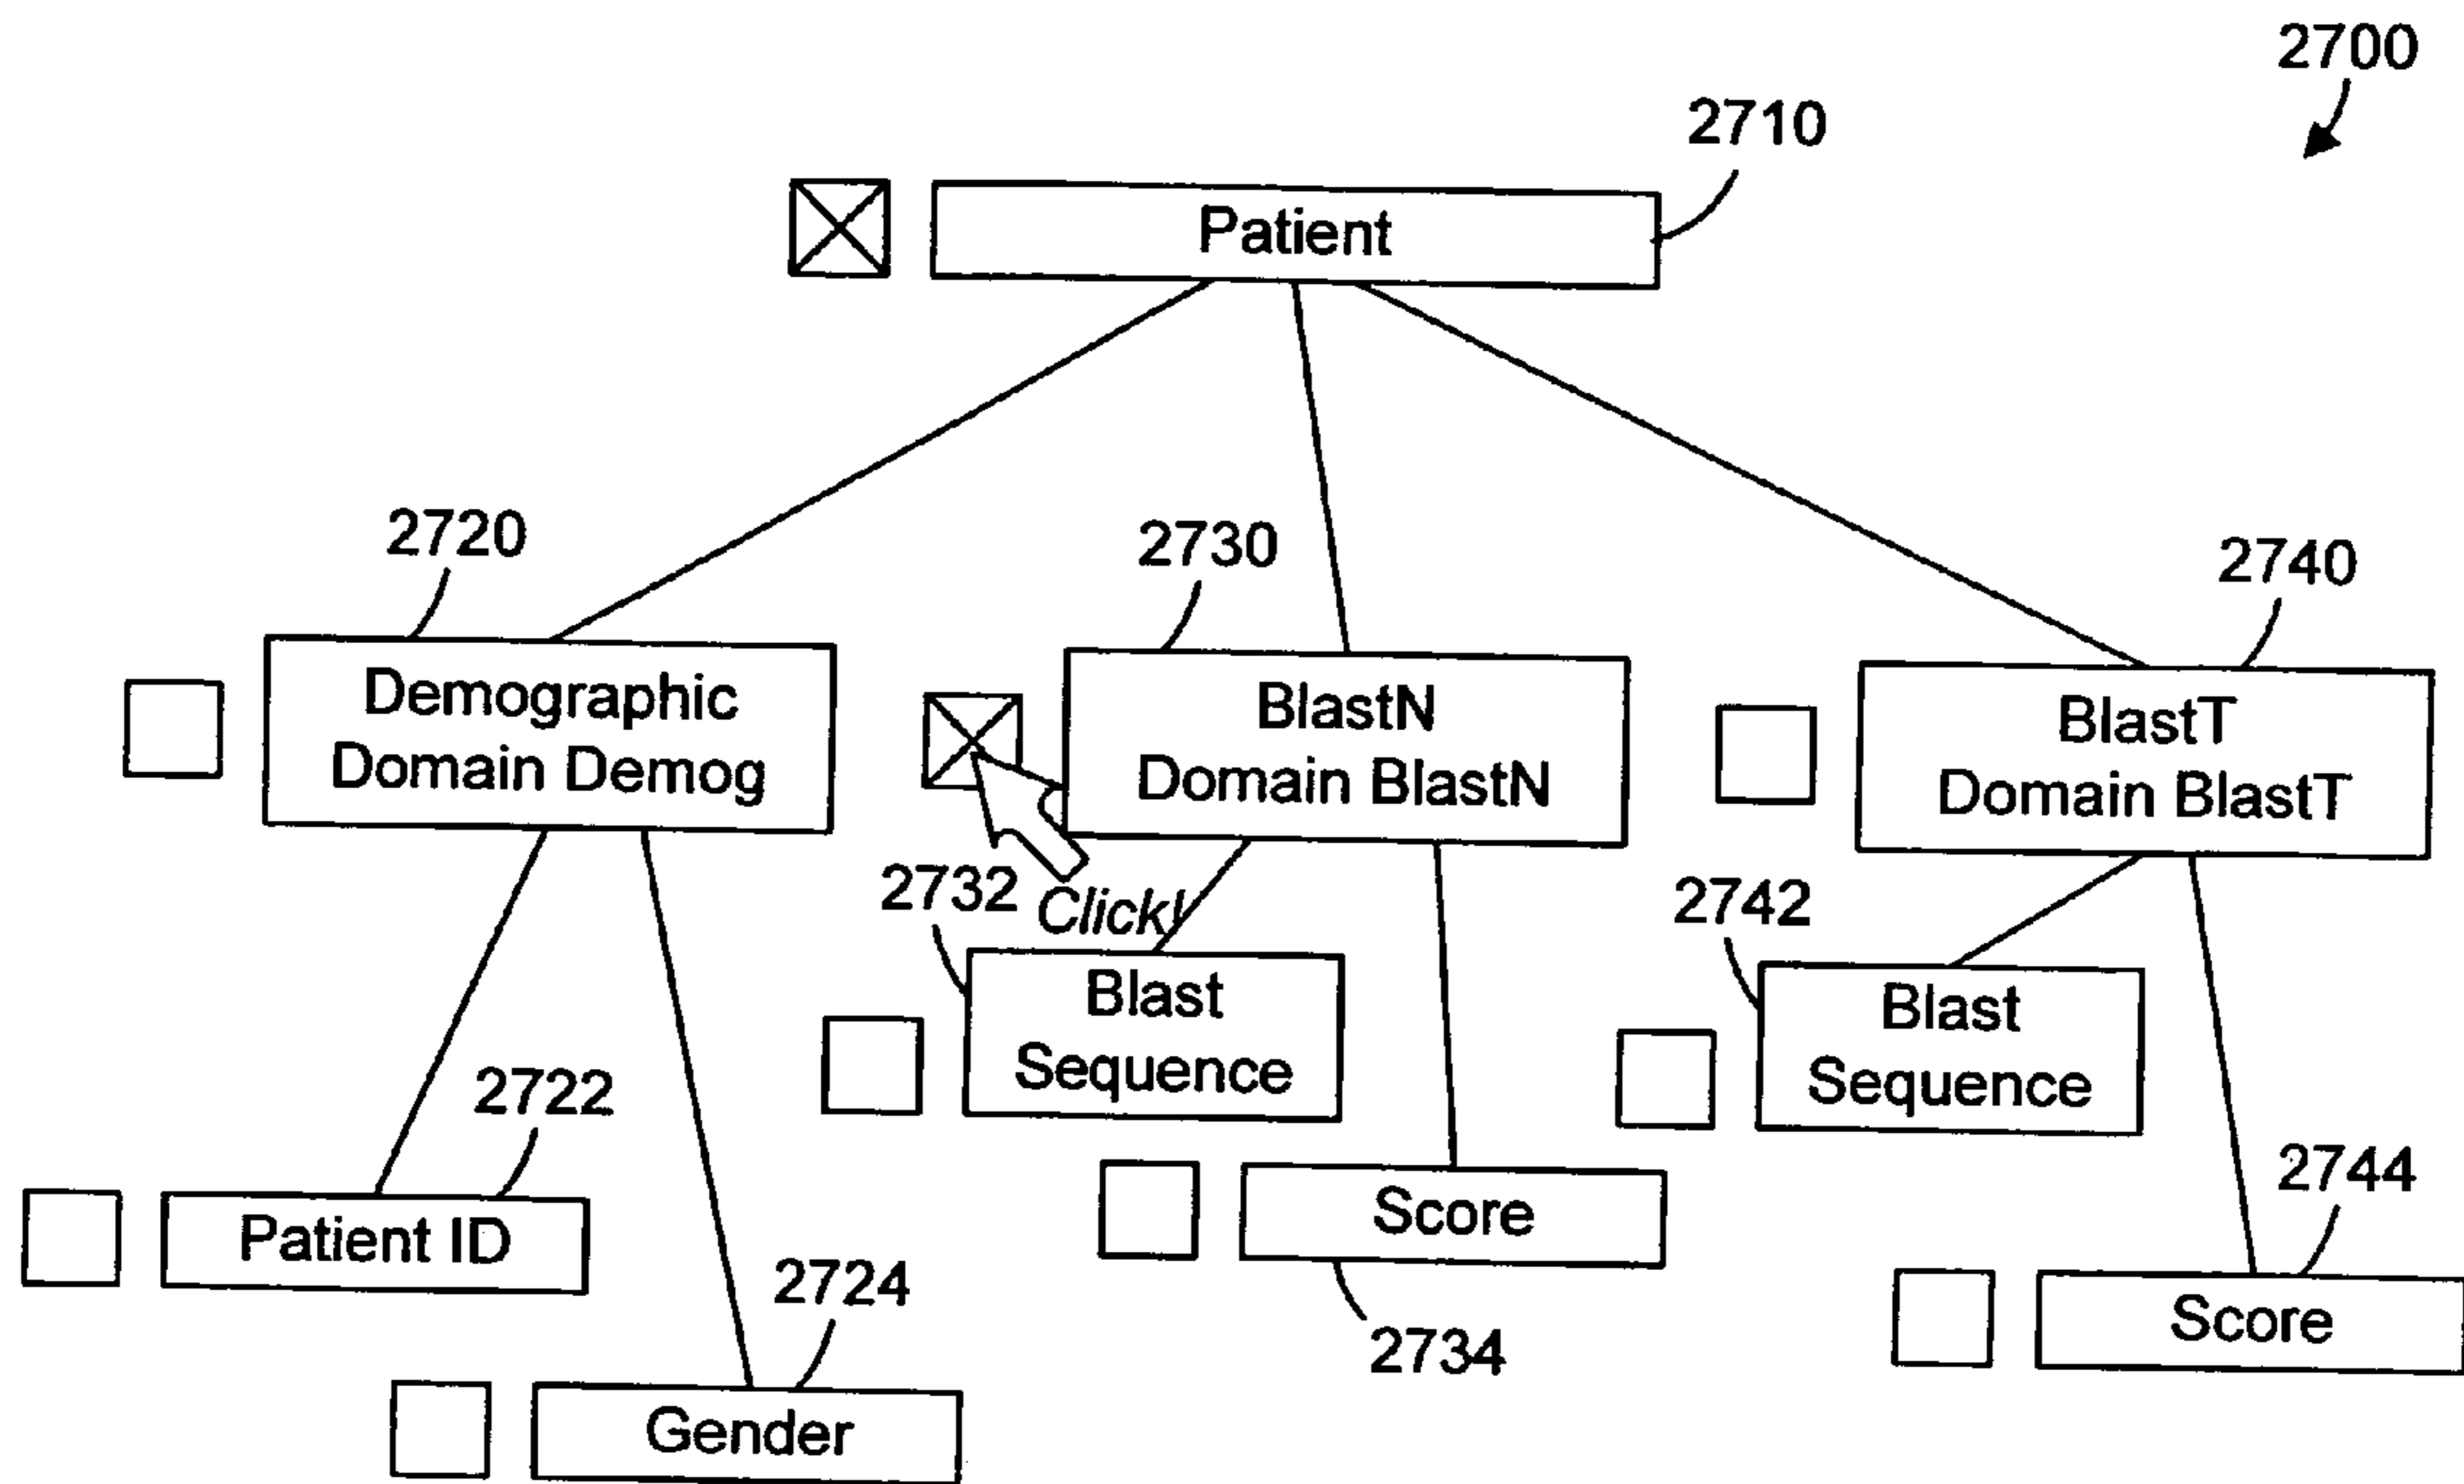 2700
2710
Patient
2720
2730
2740
Demographic
Domain Demog
BlastN
Domain BlastN
BlastT
Domain BlastT
2732
Click!
2742
Blast
Sequence
Blast
Sequence
2722
2744
Patient ID
Score
2724
2734
Score
Gender